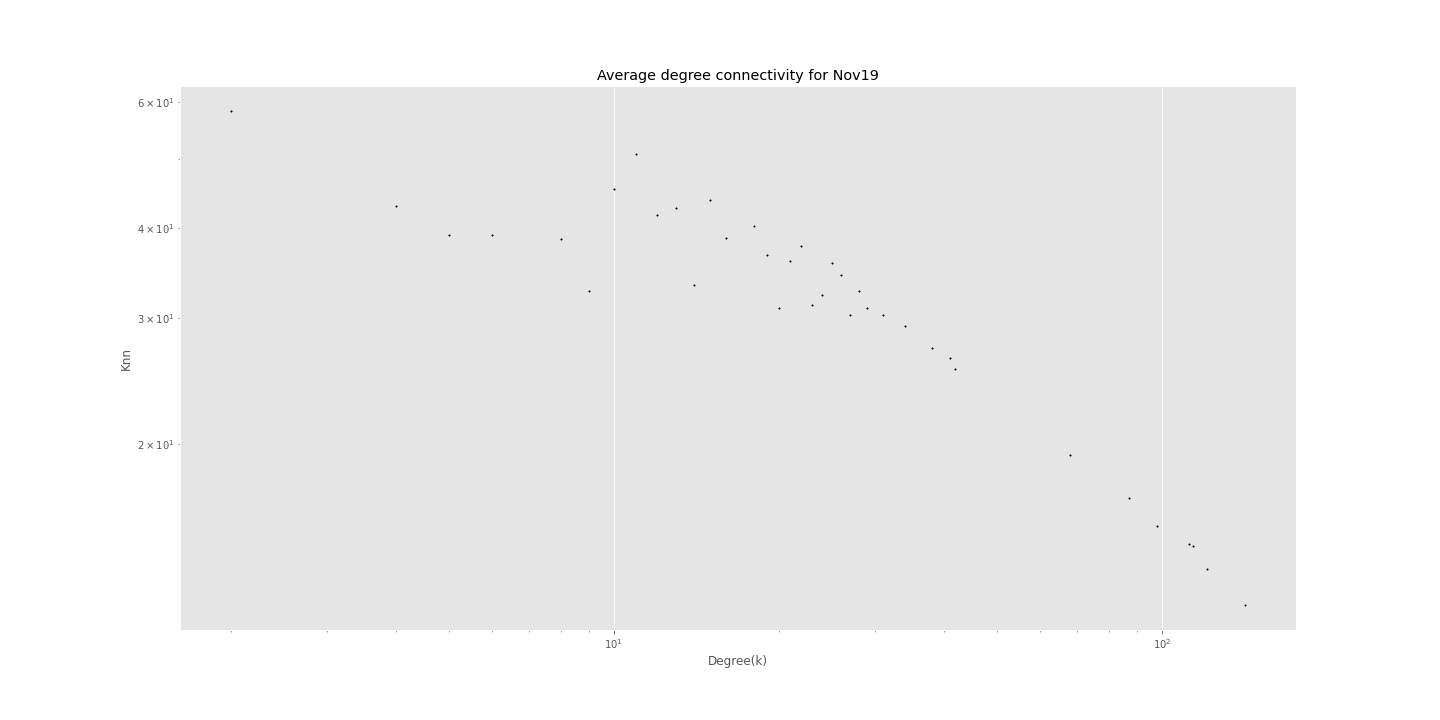 Average degree connectivity for Nov19
6 × 10¹
4 × 10¹
3 × 10¹
2 × 10¹
Knn
10¹
10²
Degree(k)